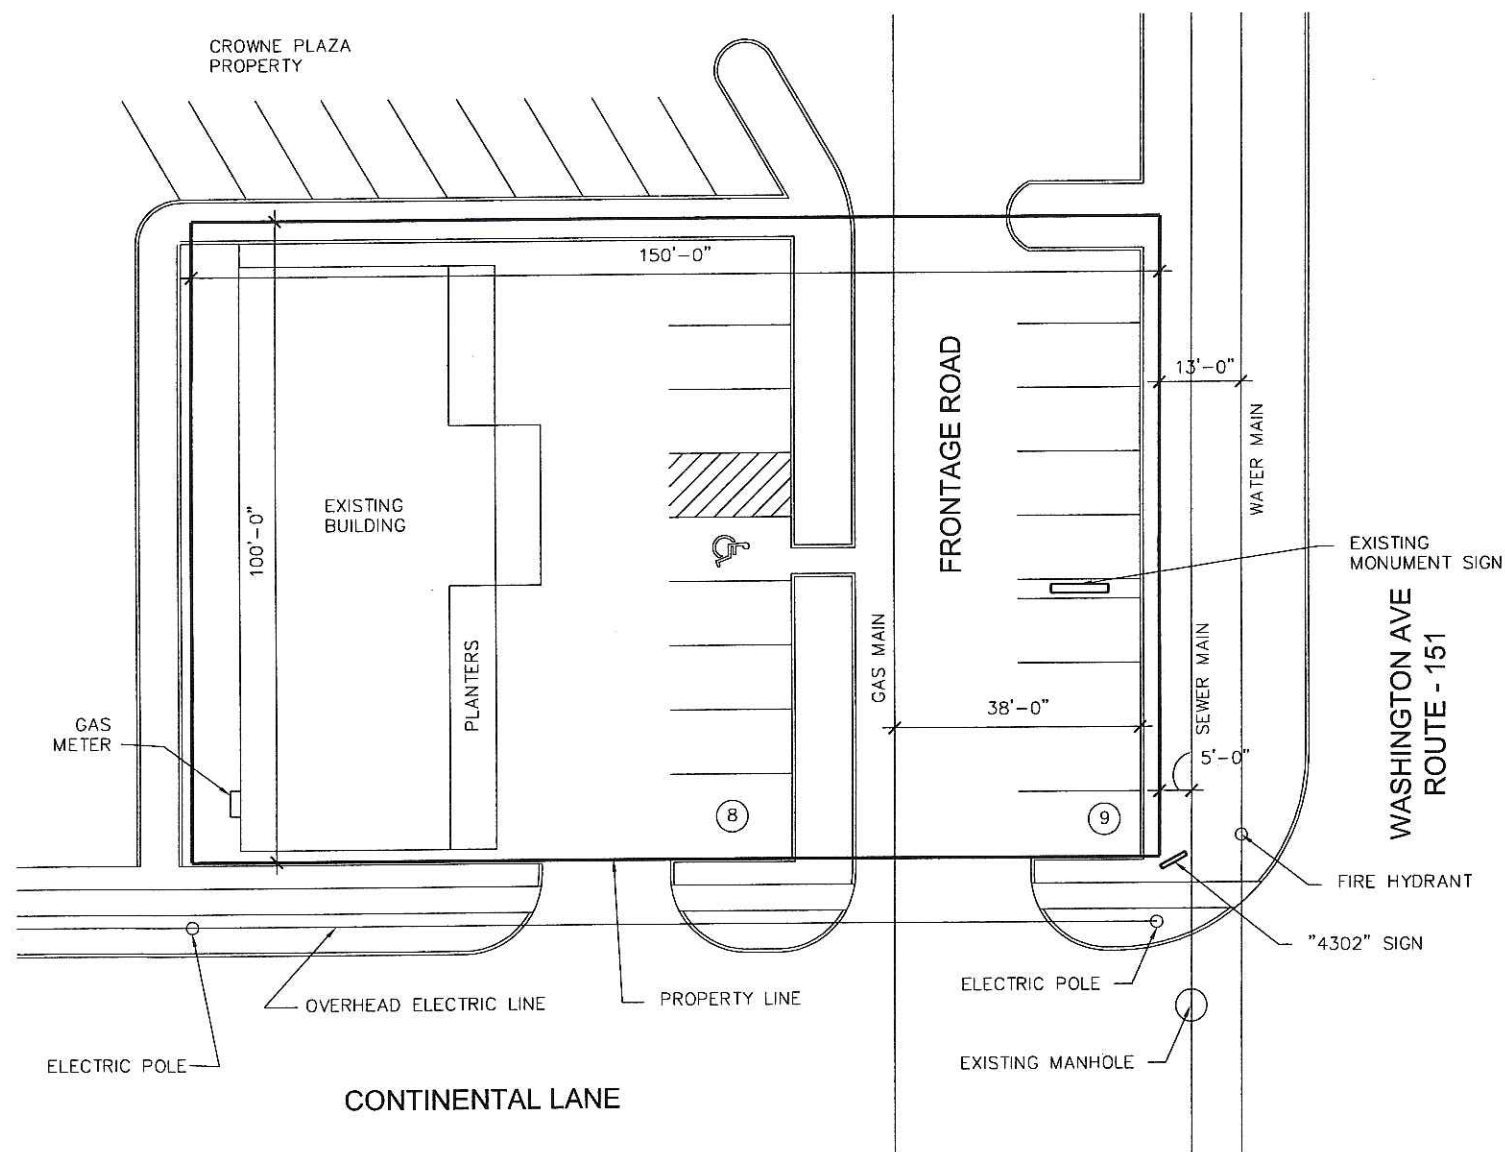 CROWNE PLAZA
PROPERTY
150'-0"
13'-0"
FRONTAGE ROAD
WATER MAIN
EXISTING
BUILDING
100'-0"
EXISTING
MONUMENT SIGN
WASHINGTON AVE
ROUTE - 151
GAS MAIN
SEWER MAIN
PLANTERS
38'-0"
GAS
METER
5'-0"
8
9
FIRE HYDRANT
"4302" SIGN
ELECTRIC POLE
OVERHEAD ELECTRIC LINE
PROPERTY LINE
ELECTRIC POLE
EXISTING MANHOLE
CONTINENTAL LANE